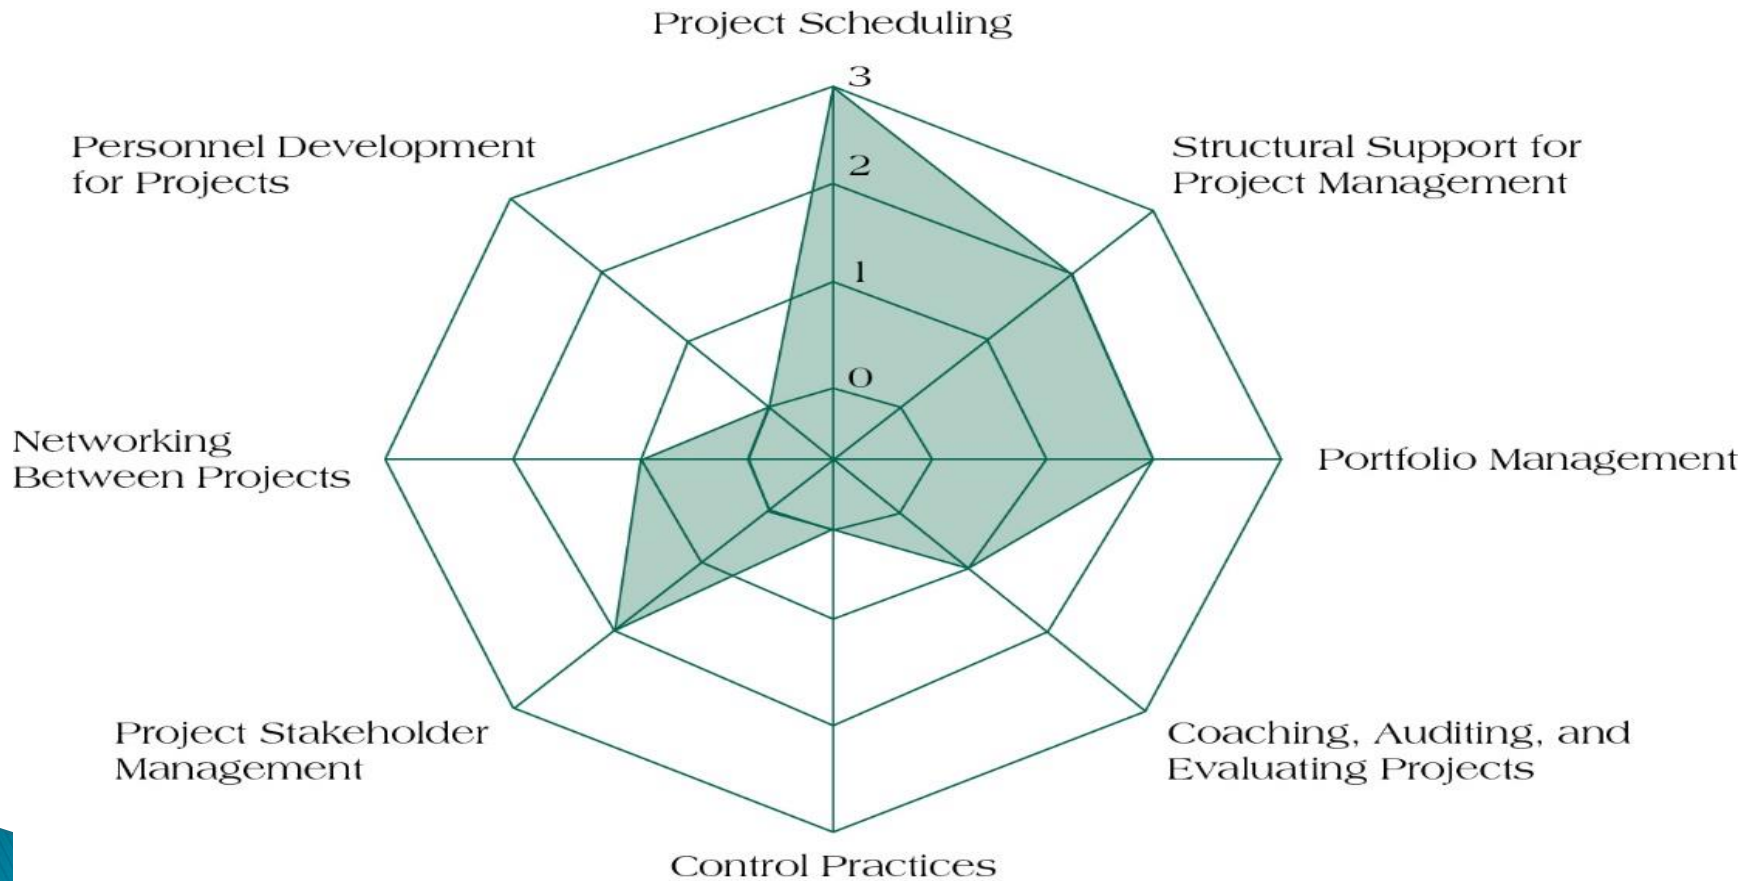 Project Scheduling
3
Personnel Development
for Projects
Structural Support for
Project Management
2
1
0
Networking
Between Projects
Portfolio Management
Project Stakeholder
Management
Coaching, Auditing, and
Evaluating Projects
Control Practices